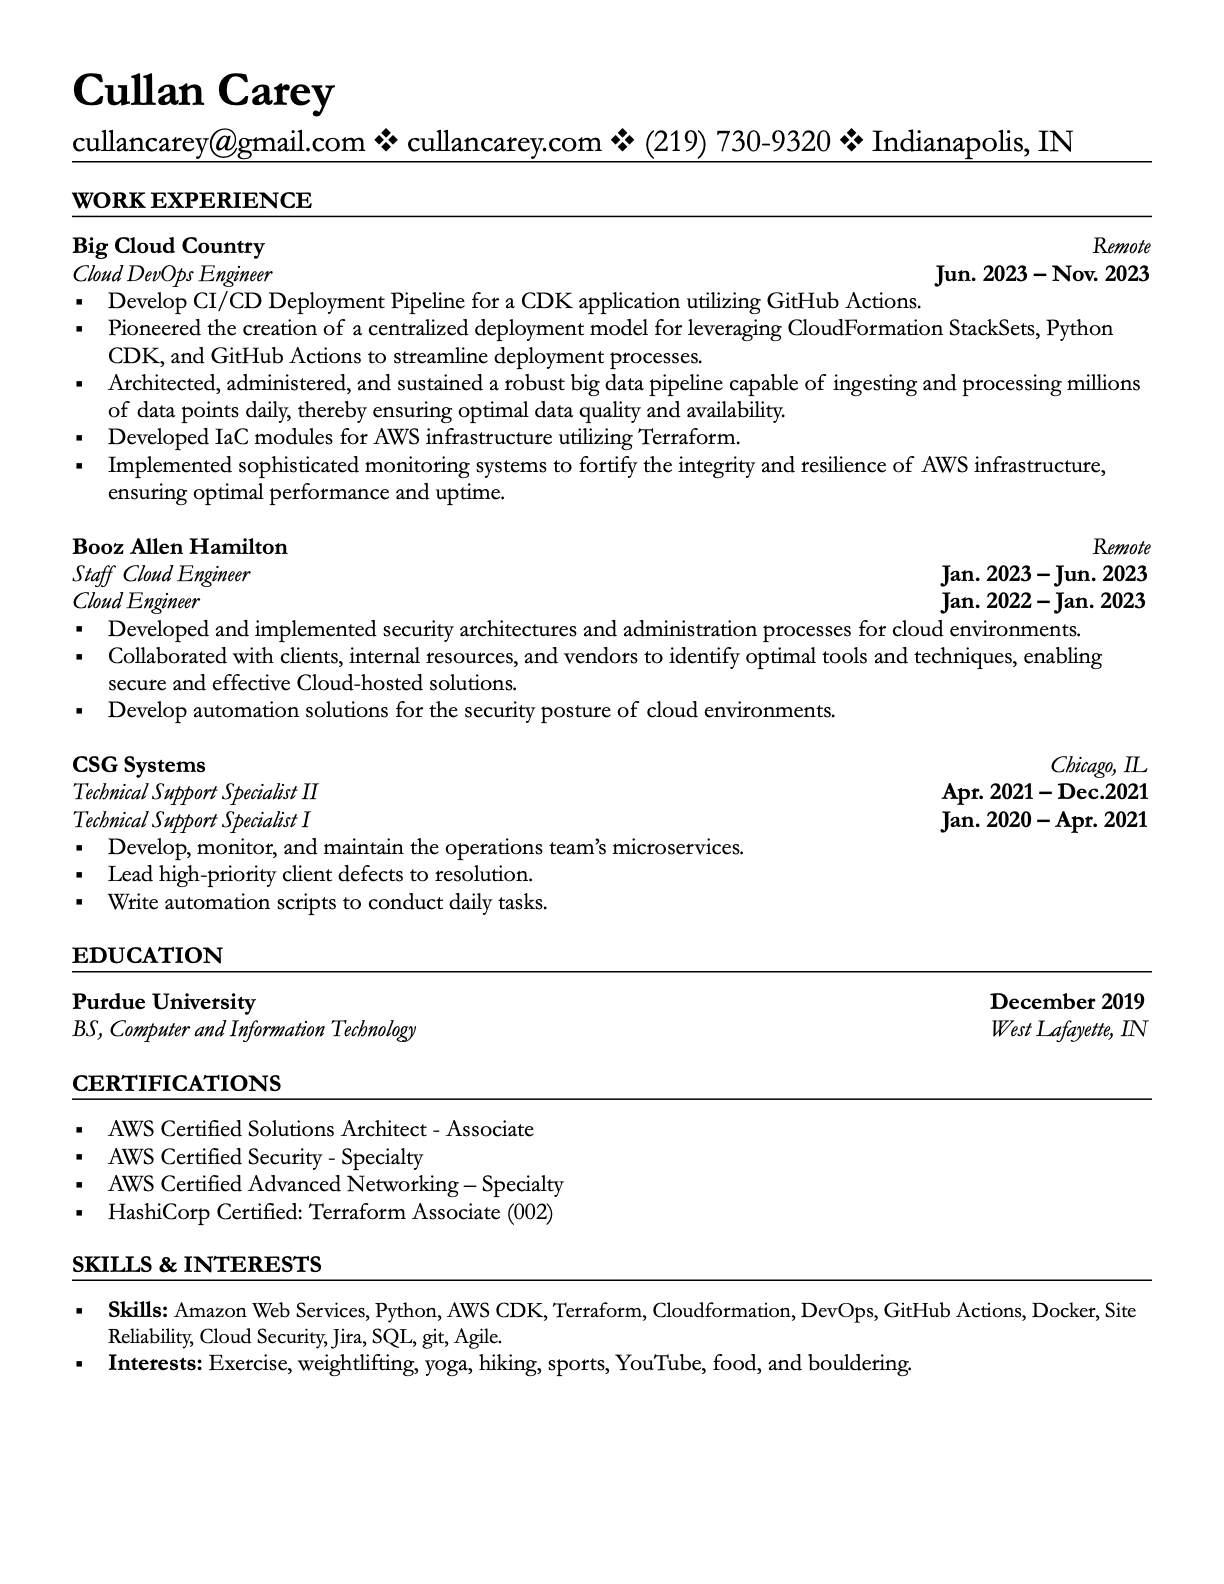 Cullan Carey
cullancarey@gmail.com ❖ cullancarey.com ❖ (219) 730-9320 ❖ Indianapolis, IN
WORK EXPERIENCE
Big Cloud Country Remote
Cloud DevOps Engineer Jun. 2023 – Nov. 2023
▪ Develop CI/CD Deployment Pipeline for a CDK application utilizing GitHub Actions.
▪ Pioneered the creation of a centralized deployment model for leveraging CloudFormation StackSets, Python
CDK, and GitHub Actions to streamline deployment processes.
▪ Architected, administered, and sustained a robust big data pipeline capable of ingesting and processing millions
of data points daily, thereby ensuring optimal data quality and availability.
▪ Developed IaC modules for AWS infrastructure utilizing Terraform.
▪ Implemented sophisticated monitoring systems to fortify the integrity and resilience of AWS infrastructure,
ensuring optimal performance and uptime.
Booz Allen Hamilton Remote
Staff Cloud Engineer Jan. 2023 – Jun. 2023
Cloud Engineer Jan. 2022 – Jan. 2023
▪ Developed and implemented security architectures and administration processes for cloud environments.
▪ Collaborated with clients, internal resources, and vendors to identify optimal tools and techniques, enabling
secure and effective Cloud-hosted solutions.
▪ Develop automation solutions for the security posture of cloud environments.
CSG Systems Chicago, IL
Technical Support Specialist II Apr. 2021 – Dec.2021
Technical Support Specialist I Jan. 2020 – Apr. 2021
▪ Develop, monitor, and maintain the operations team’s microservices.
▪ Lead high-priority client defects to resolution.
▪ Write automation scripts to conduct daily tasks.
EDUCATION
Purdue University December 2019
BS, Computer and Information Technology West Lafayette, IN
CERTIFICATIONS
▪ AWS Certified Solutions Architect - Associate
▪ AWS Certified Security - Specialty
▪ AWS Certified Advanced Networking – Specialty
▪ HashiCorp Certified: Terraform Associate (002)
SKILLS & INTERESTS
▪ Skills: Amazon Web Services, Python, AWS CDK, Terraform, Cloudformation, DevOps, GitHub Actions, Docker, Site
Reliability, Cloud Security, Jira, SQL, git, Agile.
▪ Interests: Exercise, weightlifting, yoga, hiking, sports, YouTube, food, and bouldering.